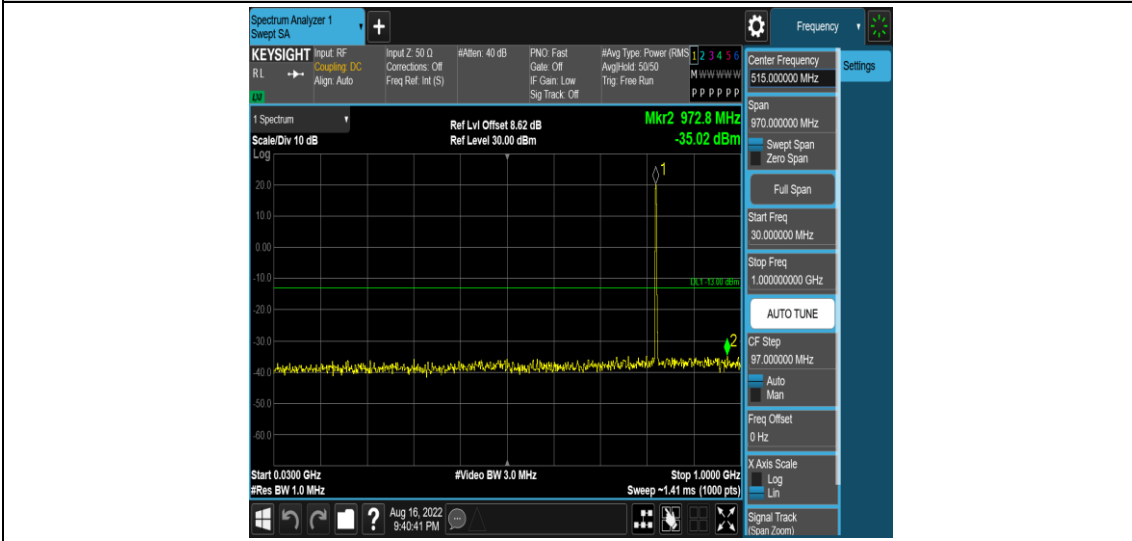 Spectrum Analyzer 1
Swept SA
+
Frequency
KEYSIGHT
RL
Input: RF
Coupling: DC
Align: Auto
Input Z: 50 Ω
Corrections: Off
Freq Ref: Int (S)
#Atten: 40 dB
PNO: Fast
Gate: Off
IF Gain: Low
Sig Track: Off
#Avg Type: Power (RMS
Avg|Hold: 50/50
Trig: Free Run
1 2 3 4 5 6
M W W W W W
P P P P P P
1 Spectrum
Scale/Div 10 dB
Log
Ref Lvl Offset 8.62 dB
Ref Level 30.00 dBm
Mkr2 972.8 MHz
-35.02 dBm
1
20.0
10.0
0.00
-10.0
DL1 -13.00 dBm
-20.0
-30.0
2
-40.0
-50.0
-60.0
Start 0.0300 GHz
#Res BW 1.0 MHz
#Video BW 3.0 MHz
Stop 1.0000 GHz
Sweep ~1.41 ms (1000 pts)
Aug 16, 2022
9:40:41 PM
?
Center Frequency
515.000000 MHz
Settings
Span
970.000000 MHz
Swept Span
Zero Span
Full Span
Start Freq
30.000000 MHz
Stop Freq
1.000000000 GHz
AUTO TUNE
CF Step
97.000000 MHz
Auto
Man
Freq Offset
0 Hz
X Axis Scale
Log
Lin
Signal Track
(Span Zoom)